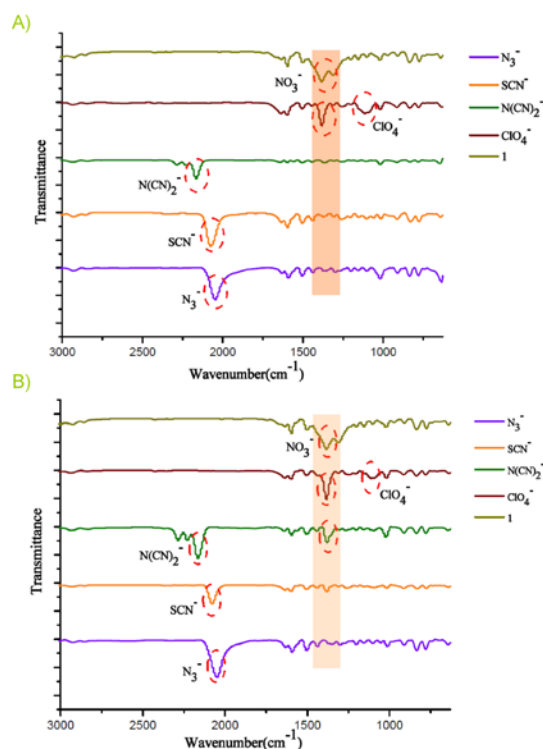 A)
NO₃⁻
ClO₄⁻
N(CN)₂⁻
SCN⁻
N₃⁻
Transmittance
3000 2500 2000 1500 1000
Wavenumber(cm⁻¹)
N₃⁻
SCN⁻
N(CN)₂⁻
ClO₄⁻
1
B)
NO₃⁻
ClO₄⁻
N(CN)₂⁻
SCN⁻
N₃⁻
Transmittance
3000 2500 2000 1500 1000
Wavenumber(cm⁻¹)
N₃⁻
SCN⁻
N(CN)₂⁻
ClO₄⁻
1